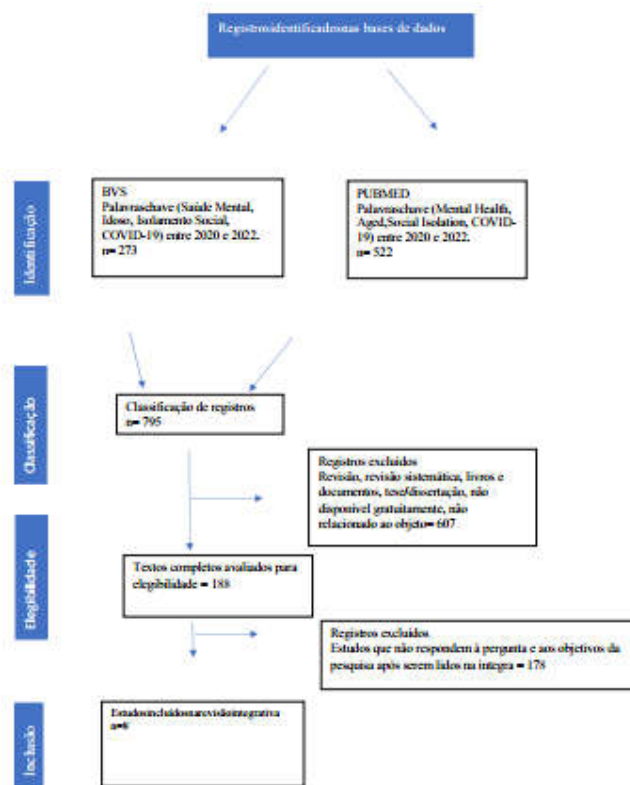 Registrosidentificadosnas bases de dados
Identificação
BVS
Palavraschave (Saúde Mental,
Idoso, Isolamento Social,
COVID-19) entre 2020 e 2022.
n= 273
PUBMED
Palavraschave (Mental Health,
Aged,Social Isolation, COVID-
19) entre 2020 e 2022.
n= 522
Classificação
Classificação de registros
n= 795
Registros excluídos
Revisão, revisão sistemática, livros e
documentos, tese/dissertação, não
disponível gratuitamente, não
relacionado ao objeto= 607
Elegibilidade
Textos completos avaliados para
elegibilidade = 188
Registros excluídos
Estudos que não respondem à pergunta e aos objetivos da
pesquisa após serem lidos na íntegra = 178
Inclusão
Estudosincluídosnarevisãointegrativa